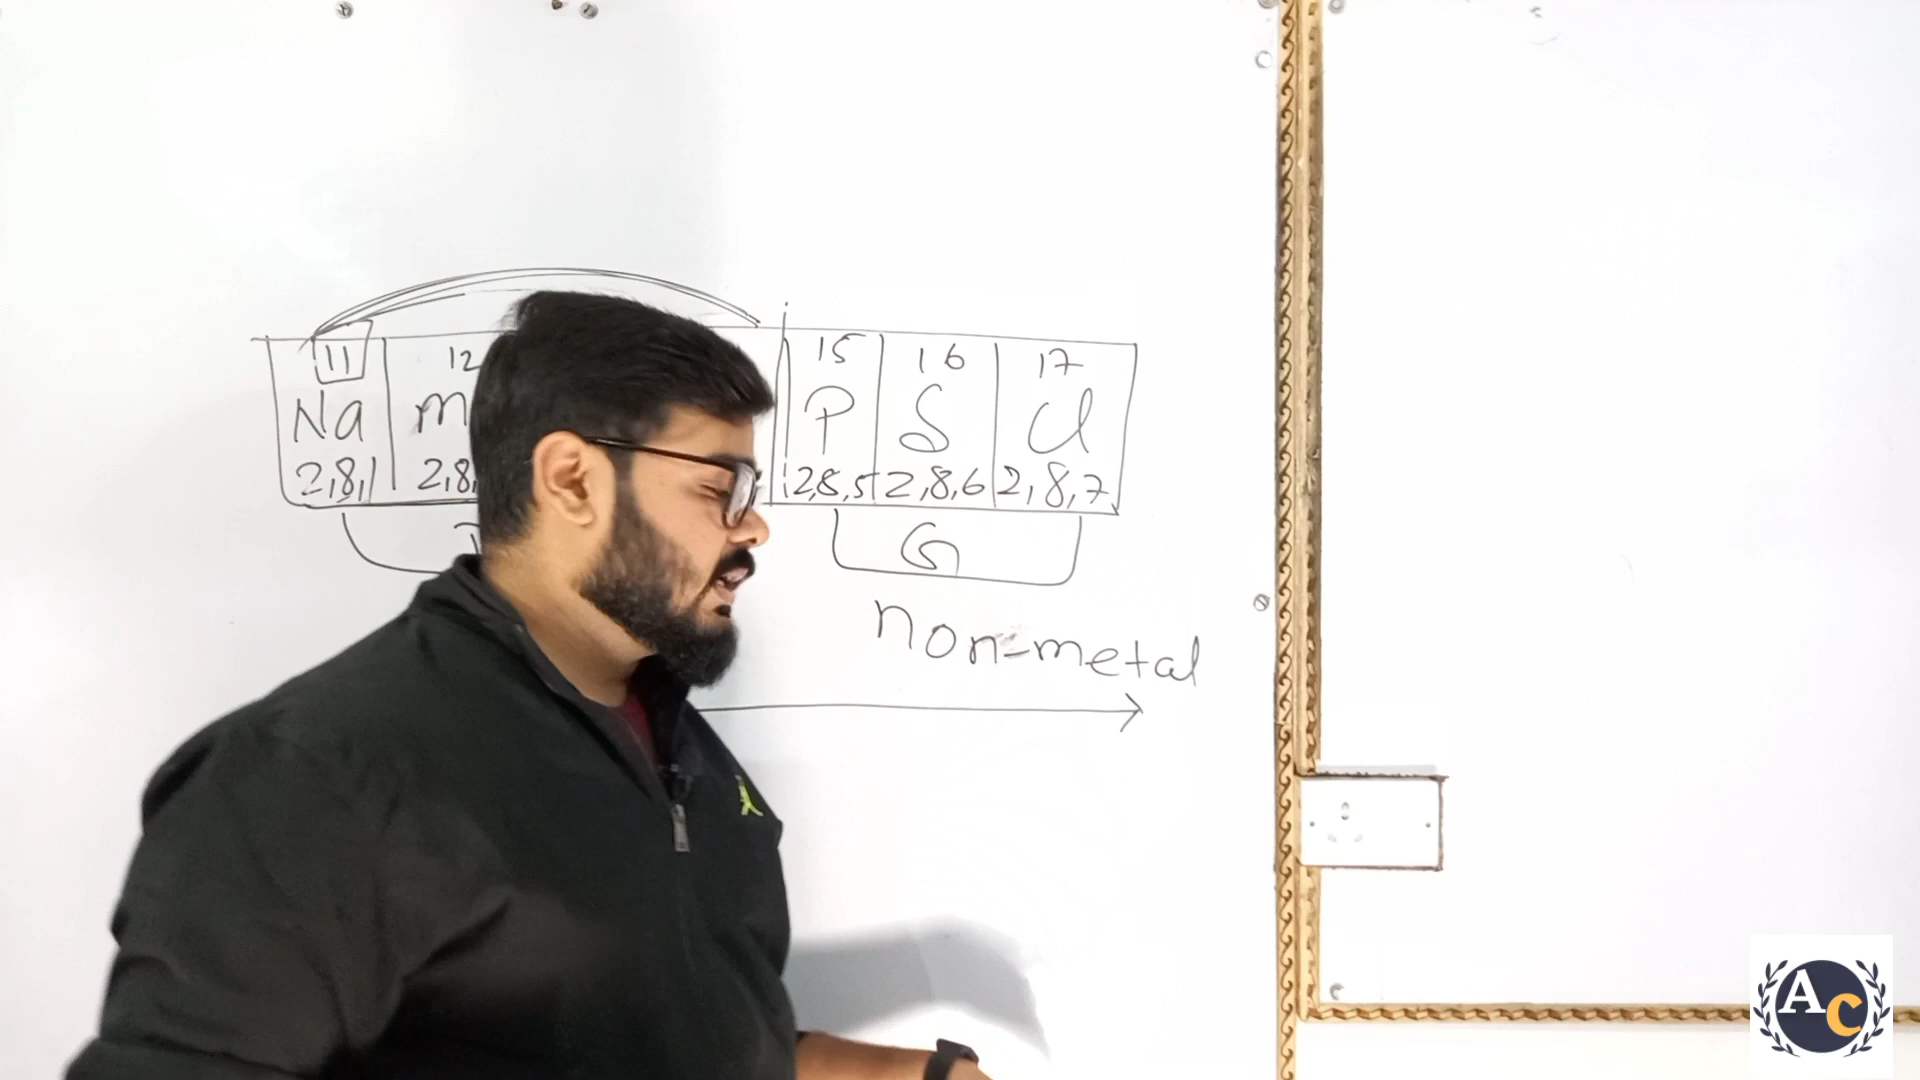 11 12 15 16 17
Na P S Cl
2,8,1 2,8, 2,8,5 2,8,6 2,8,7
G
non-metal
AC